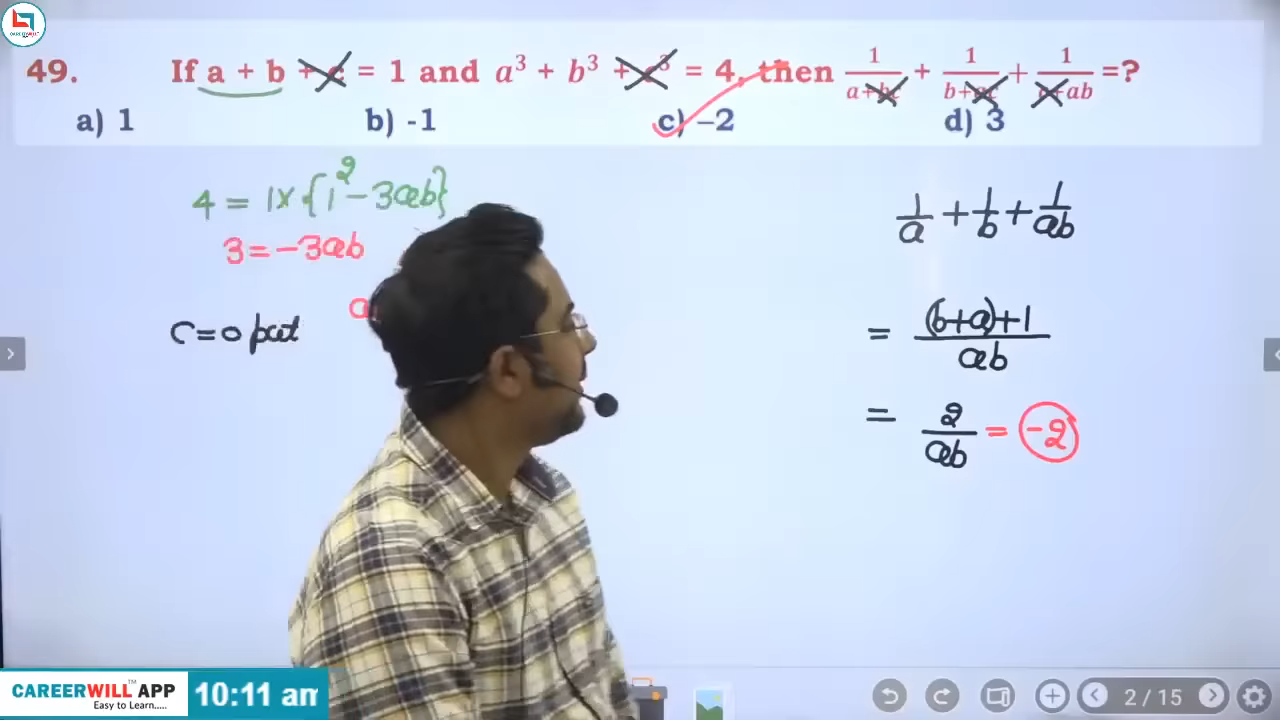 CAREERWILL
49. If a + b + c = 1 and a³ + b³ + c³ = 4, then 1/(a+bc) + 1/(b+ac) + 1/(c+ab) =?
a) 1 b) -1 c) –2 d) 3
4 = 1x{1² - 3ab}
3 = -3ab
a
c=0 put
1/a + 1/b + 1/ab
= ((b+a)+1)/ab
= 2/ab = -2
CAREERWILL™ APP
Easy to Learn.....
10:11 am
2 / 15